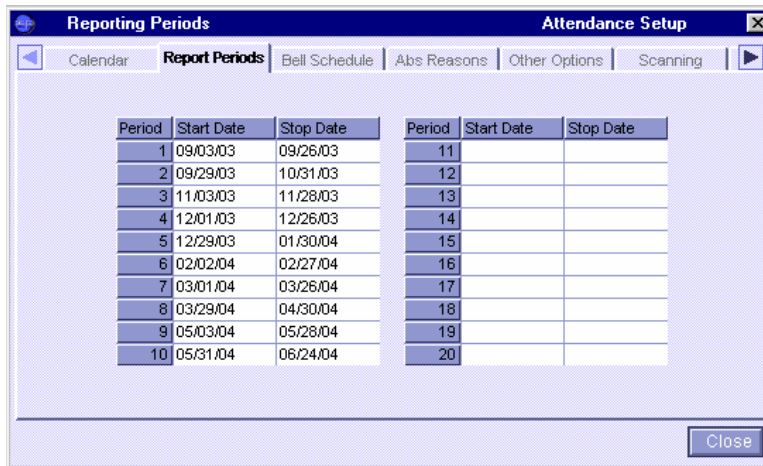 Reporting Periods Attendance Setup
Calendar Report Periods Bell Schedule Abs Reasons Other Options Scanning
Period Start Date Stop Date Period Start Date Stop Date
1 09/03/03 09/26/03 11
2 09/29/03 10/31/03 12
3 11/03/03 11/28/03 13
4 12/01/03 12/26/03 14
5 12/29/03 01/30/04 15
6 02/02/04 02/27/04 16
7 03/01/04 03/26/04 17
8 03/29/04 04/30/04 18
9 05/03/04 05/28/04 19
10 05/31/04 06/24/04 20
Close